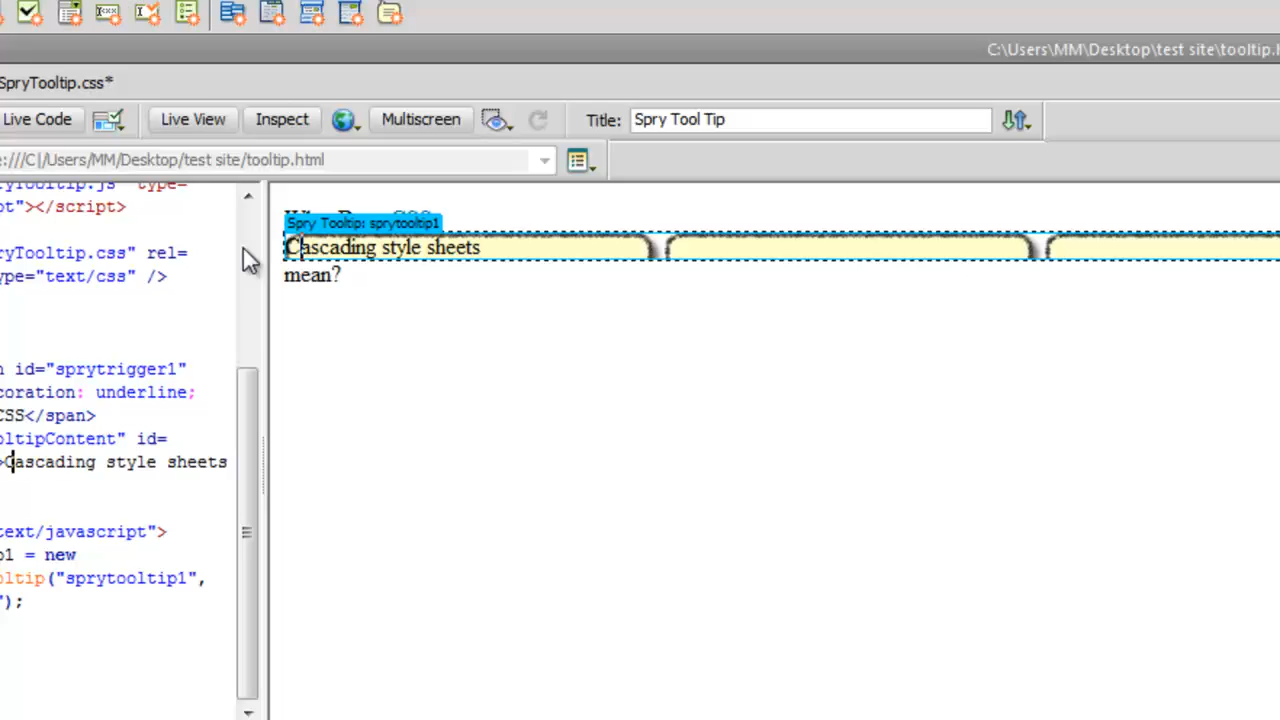 C:\Users\MM\Desktop\test site\tooltip.h
SpryTooltip.css*
Live Code
Live View
Inspect
Multiscreen
Title:
Spry Tool Tip
:///C|/Users/MM/Desktop/test site/tooltip.html
ryTooltip.js" type=
pt"></script>
ryTooltip.css" rel=
ype="text/css" />
n id="sprytrigger1"
coration: underline;
CSS</span>
oltipContent" id=
>Cascading style sheets
text/javascript">
p1 = new
oltip("sprytooltip1",
");
Spry Tooltip: sprytooltip1
Cascading style sheets
mean?